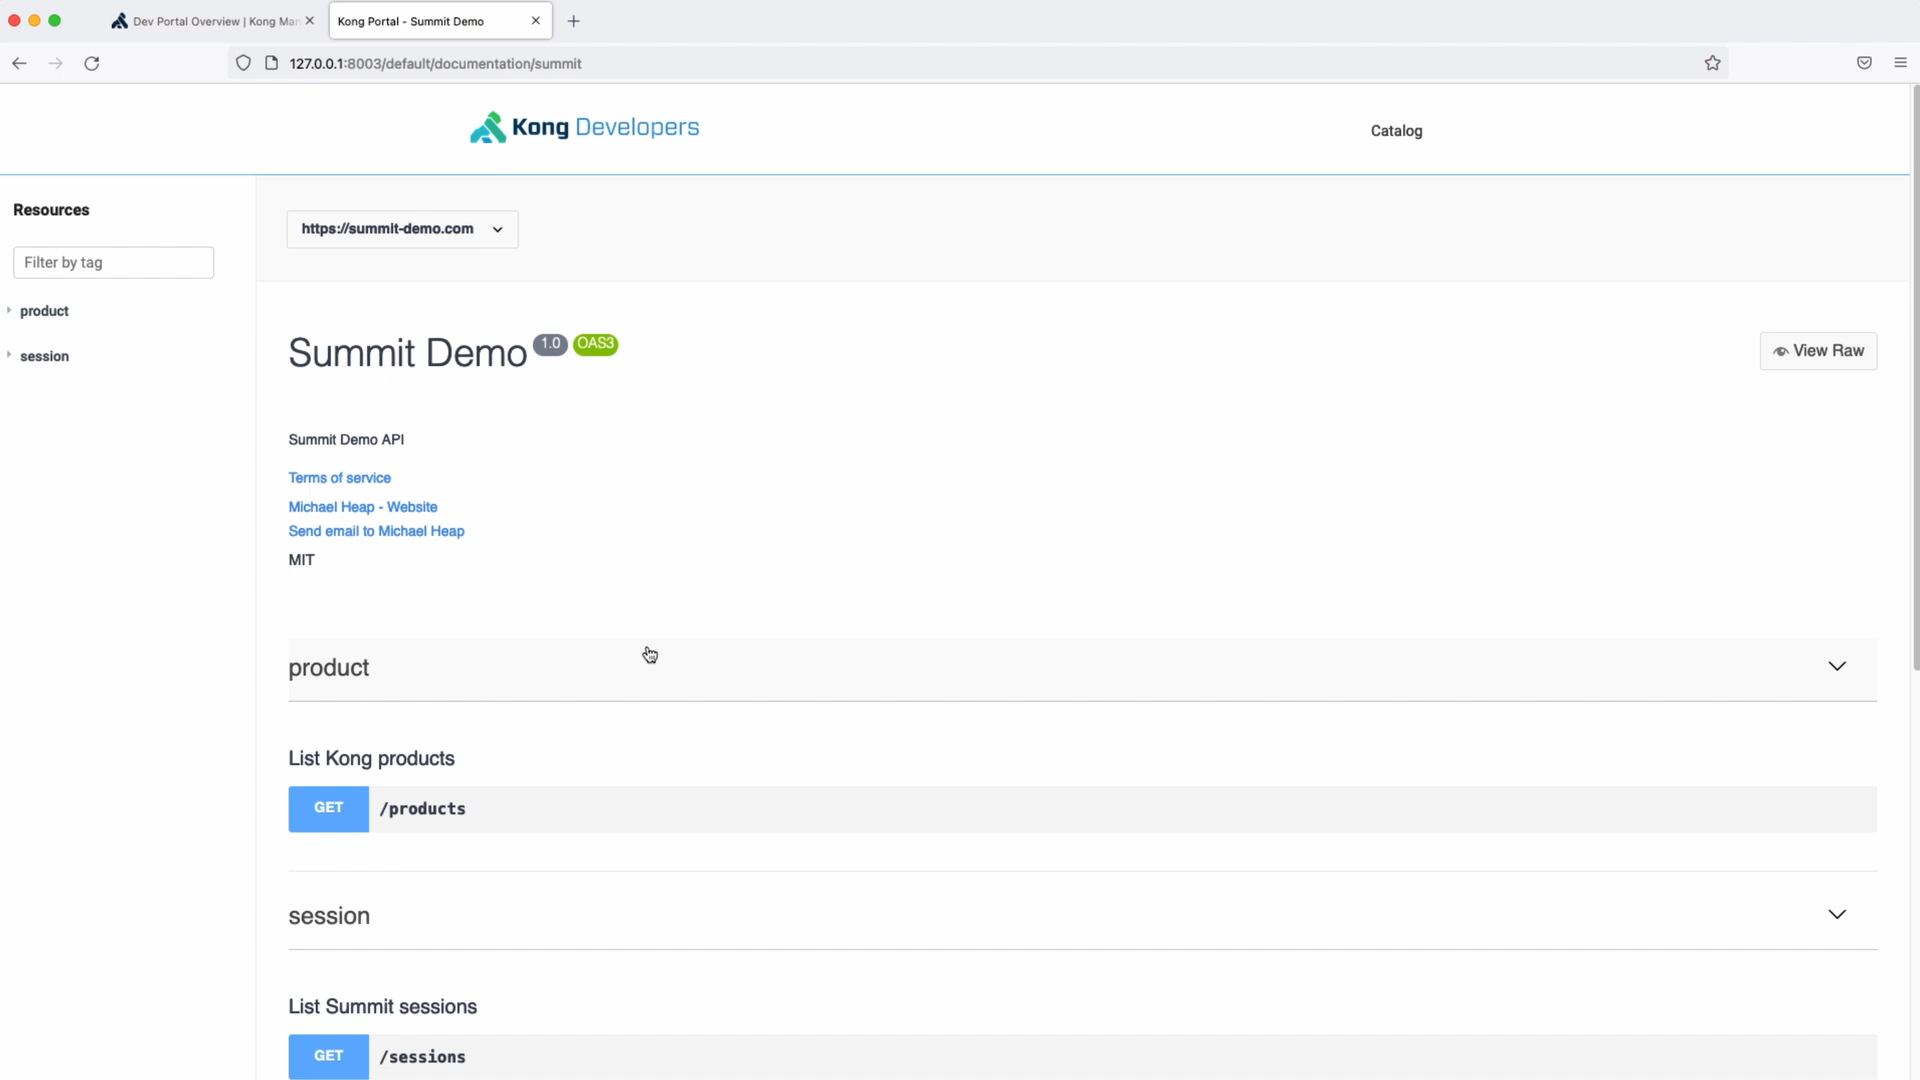 Dev Portal Overview | Kong Man
Kong Portal - Summit Demo
127.0.0.1:8003/default/documentation/summit
Kong Developers
Catalog
Resources
Filter by tag
product
session
https://summit-demo.com
Summit Demo 1.0 OAS3
View Raw
Summit Demo API
Terms of service
Michael Heap - Website
Send email to Michael Heap
MIT
product
List Kong products
GET /products
session
List Summit sessions
GET /sessions